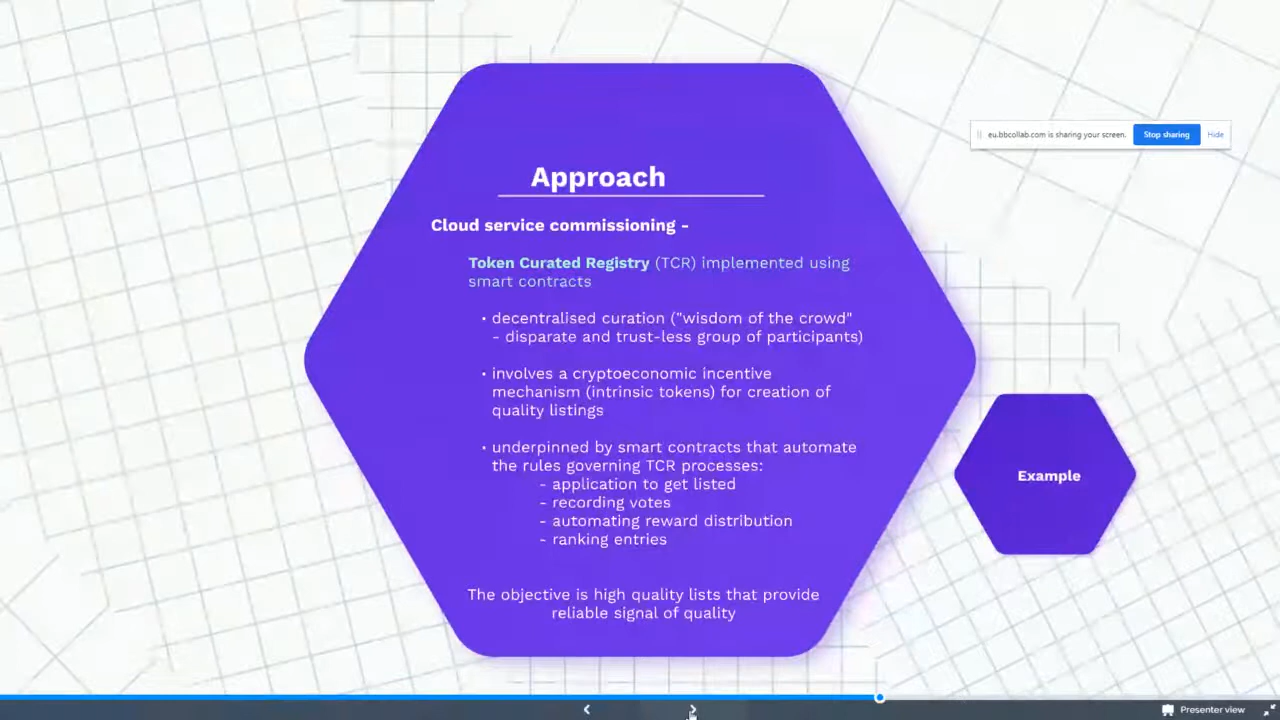 eu.bbcollab.com is sharing your screen.
Stop sharing
Hide
Approach
Cloud service commissioning -
Token Curated Registry (TCR) implemented using
smart contracts
• decentralised curation ("wisdom of the crowd"
- disparate and trust-less group of participants)
• involves a cryptoeconomic incentive
mechanism (intrinsic tokens) for creation of
quality listings
• underpinned by smart contracts that automate
the rules governing TCR processes:
- application to get listed
- recording votes
- automating reward distribution
- ranking entries
The objective is high quality lists that provide
reliable signal of quality
Example
Presenter view